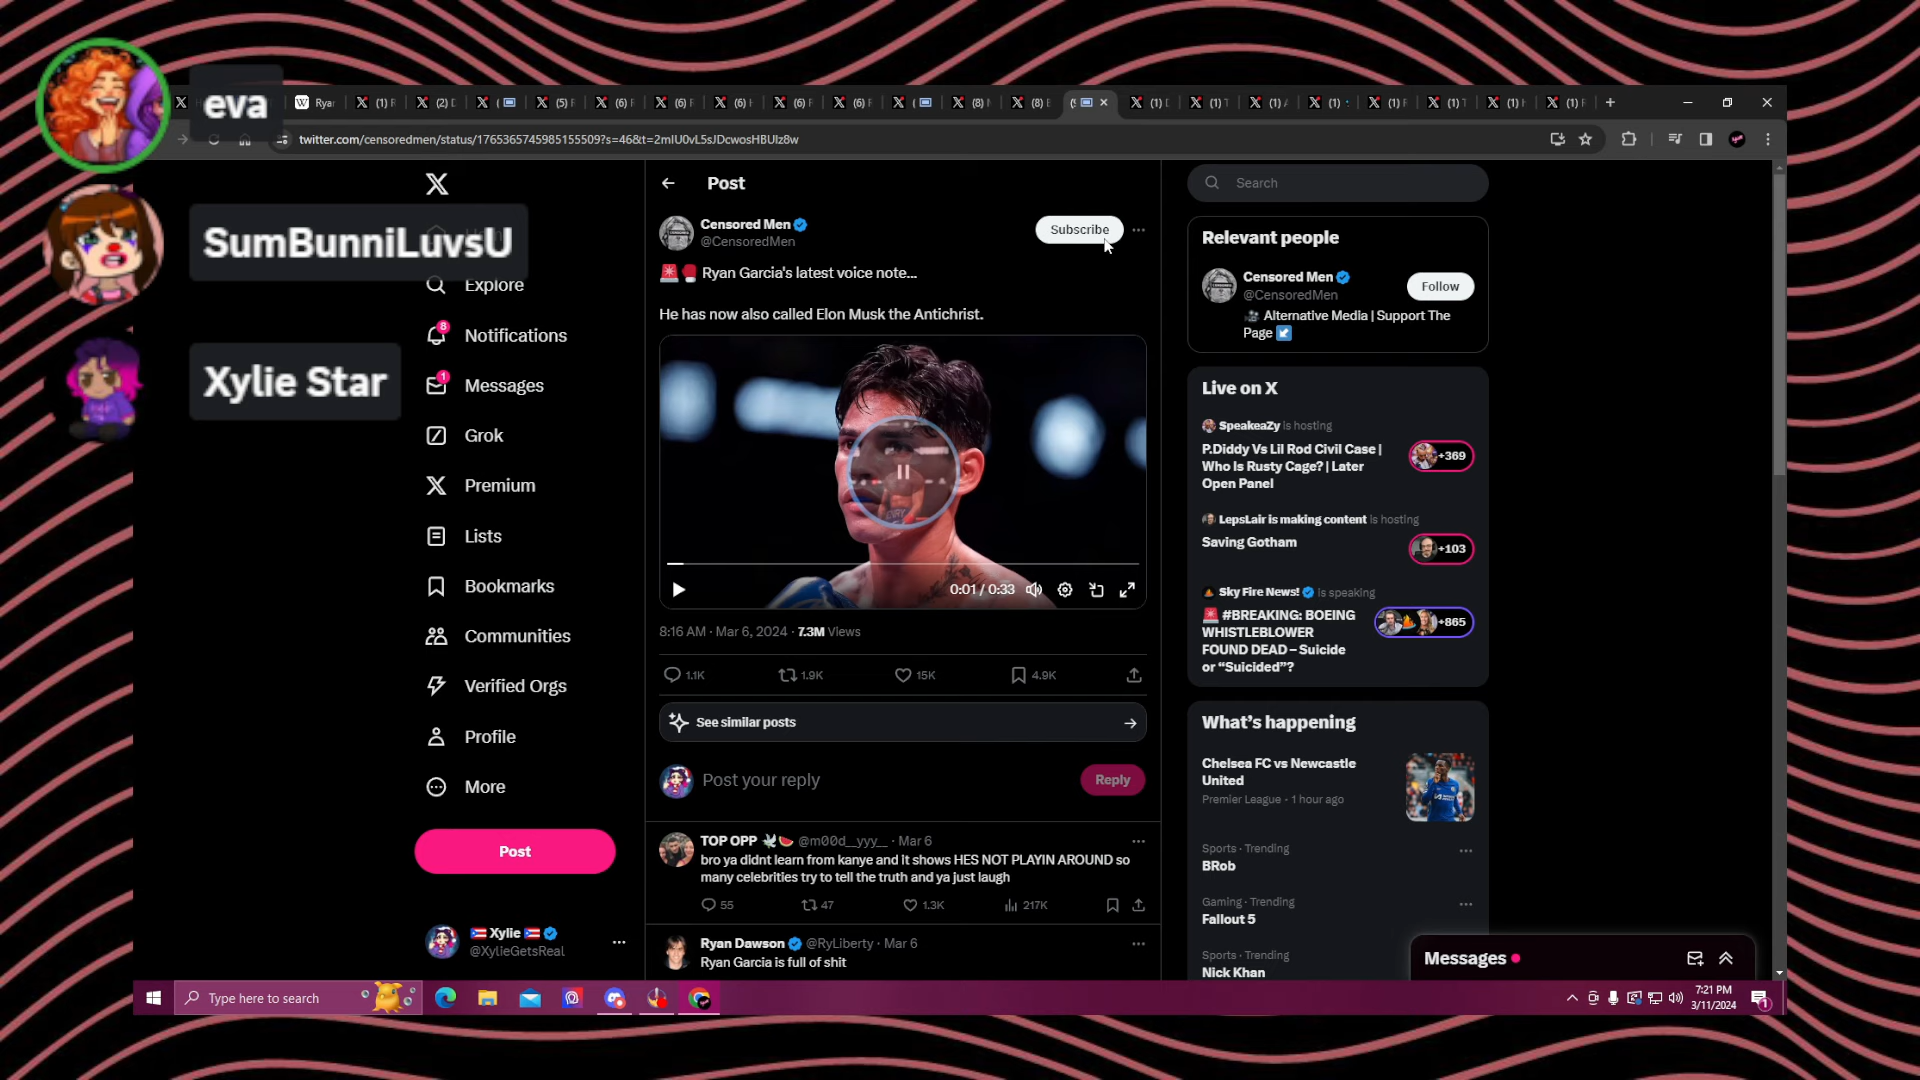 eva
SumBunniLuvsU
Xylie Star
twitter.com/censoredmen/status/1765365745985155509?s=46&t=2mIU0vL5sJDcwosHBUIz8w
Explore
Notifications
8
Messages
1
Grok
Premium
Lists
Bookmarks
Communities
Verified Orgs
Profile
More
Post
Xylie
@XylieGetsReal
Post
Censored Men
@CensoredMen
Subscribe
Ryan Garcia's latest voice note...
He has now also called Elon Musk the Antichrist.
0:01 / 0:33
8:16 AM · Mar 6, 2024 · 7.3M Views
1.1K 1.9K 15K 4.9K
See similar posts
Post your reply
Reply
TOP OPP @m00d__yyy__ · Mar 6
bro ya didnt learn from kanye and it shows HES NOT PLAYIN AROUND so
many celebrities try to tell the truth and ya just laugh
55 47 1.3K 217K
Ryan Dawson @RyLiberty · Mar 6
Ryan Garcia is full of shit
Search
Relevant people
Censored Men
@CensoredMen
Follow
Alternative Media | Support The
Page
Live on X
SpeakeaZy is hosting
P.Diddy Vs Lil Rod Civil Case |
Who Is Rusty Cage? | Later
Open Panel
+369
LepsLair is making content is hosting
Saving Gotham
+103
Sky Fire News! is speaking
#BREAKING: BOEING
WHISTLEBLOWER
FOUND DEAD – Suicide
or “Suicided”?
+865
What’s happening
Chelsea FC vs Newcastle
United
Premier League · 1 hour ago
Sports · Trending
BRob
Gaming · Trending
Fallout 5
Sports · Trending
Nick Khan
Messages
Type here to search
7:21 PM
3/11/2024
1